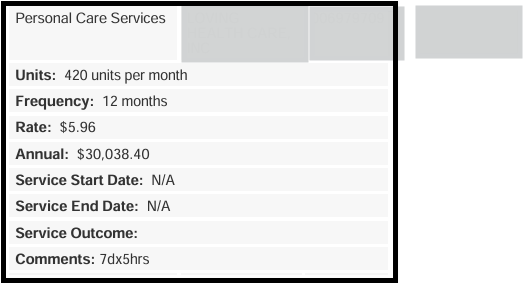 Personal Care Services
Units: 420 units per month
Frequency: 12 months
Rate: $5.96
Annual: $30,038.40
Service Start Date: N/A
Service End Date: N/A
Service Outcome:
Comments: 7dx5hrs